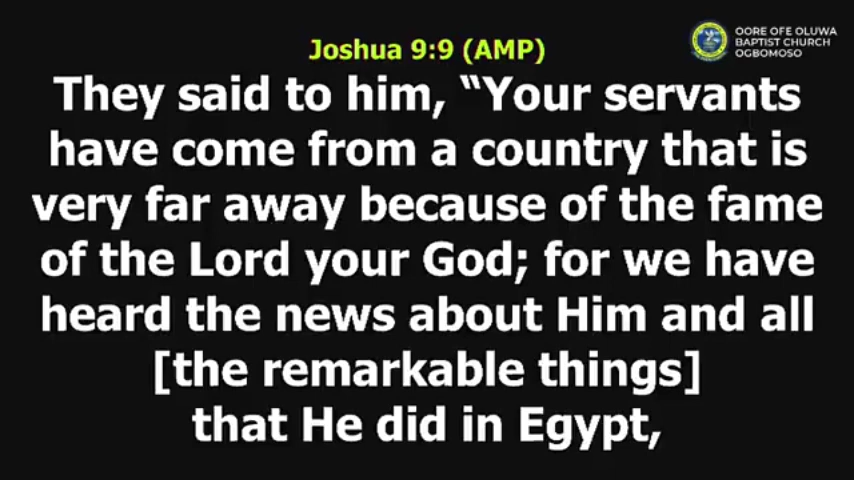 OORE OFE OLUWA
BAPTIST CHURCH
OGBOMOSO
Joshua 9:9 (AMP)
They said to him, “Your servants
have come from a country that is
very far away because of the fame
of the Lord your God; for we have
heard the news about Him and all
[the remarkable things]
that He did in Egypt,